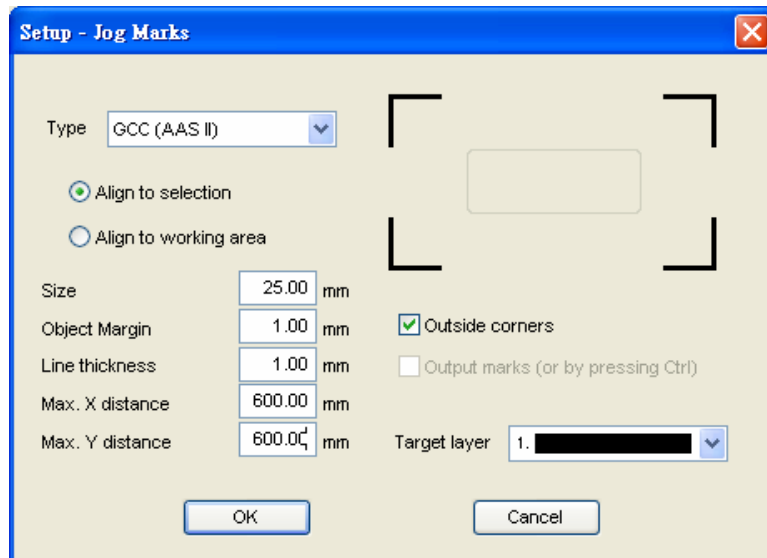 Setup - Jog Marks
Type GCC (AAS II)
Align to selection
Align to working area
Size 25.00 mm
Object Margin 1.00 mm
Line thickness 1.00 mm
Max. X distance 600.00 mm
Max. Y distance 600.00 mm
Outside corners
Output marks (or by pressing Ctrl)
Target layer 1.
OK Cancel